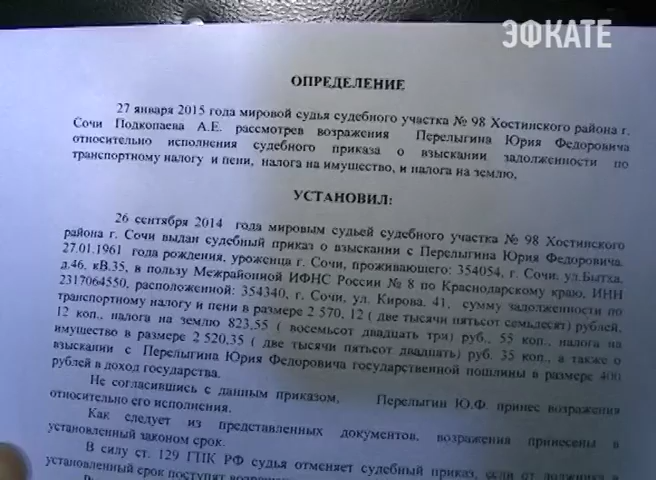 ЭФКАТЕ
ОПРЕДЕЛЕНИЕ
27 января 2015 года мировой судья судебного участка № 98 Хостинского района г.
Сочи Подкопаева А.Е. рассмотрев возражения Перелыгина Юрия Федоровича
относительно исполнения судебного приказа о взыскании задолженности по
транспортному налогу и пени, налога на имущество, и налога на землю,
УСТАНОВИЛ:
26 сентября 2014 года мировым судьей судебного участка № 98 Хостинского
района г. Сочи выдан судебный приказ о взыскании с Перелыгина Юрия Федоровича.
27.01.1961 года рождения, уроженца г. Сочи, проживающего: 354054, г. Сочи. ул.Бытха,
д.46, кВ.35, в пользу Межрайонной ИФНС России № 8 по Краснодарскому краю, ИНН
2317064550, расположенной: 354340, г. Сочи, ул. Кирова. 41, сумму задолженности по
транспортному налогу и пени в размере 2 570, 12 ( две тысячи пятьсот семьдесят) рублей,
12 коп., налога на землю 823,55 ( восемьсот двадцать три) руб., 55 коп., налога на
имущество в размере 2 520,35 ( две тысячи пятьсот двадцать) руб. 35 коп., а также о
взыскании с Перелыгина Юрия Федоровича государственной пошлины в размере 400
рублей в доход государства.
Не согласившись с данным приказом, Перелыгин Ю.Ф. принес возражения
относительно его исполнения.
Как следует из представленных документов, возражения принесены в
установленный законом срок.
В силу ст. 129 ГПК РФ судья отменяет судебный приказ, если от должника в
установленный срок поступят